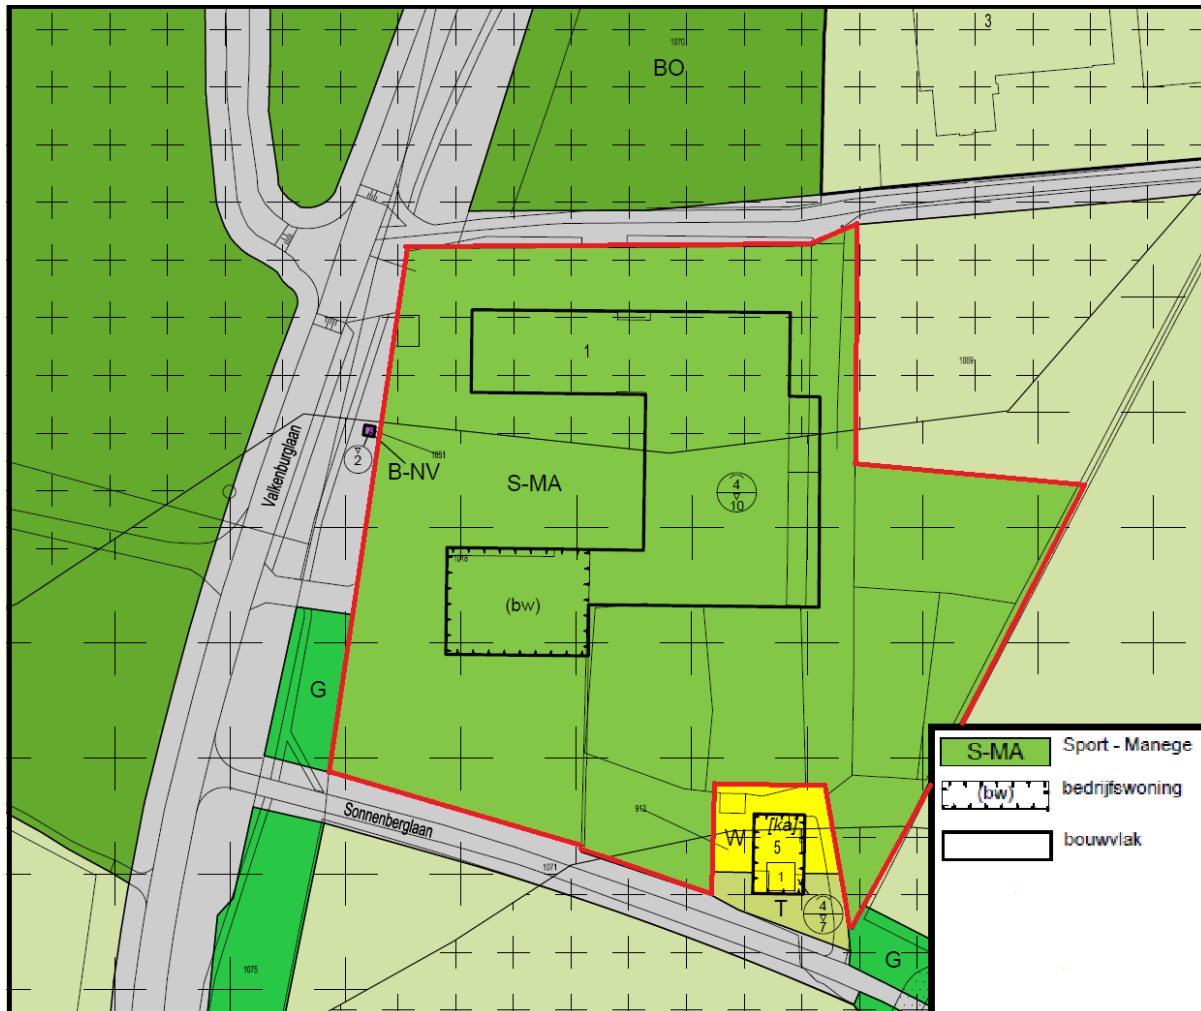 3
1070
BO
1
1069
Valkenburglaan
2
1651
B-NV
S-MA
4
10
1018
(bw)
G
S-MA Sport - Manege
(bw) bedrijfswoning
bouwvlak
Sonnenberglaan
913
[ka]
W
5
1071
1
T
4
7
G
1075